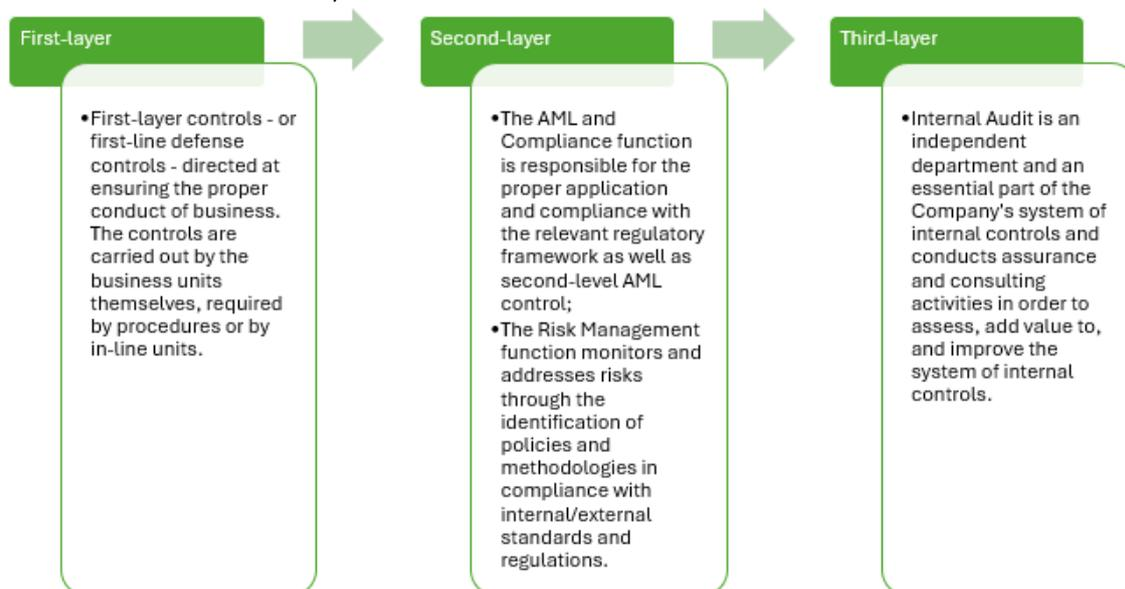 First-layer
•First-layer controls - or
first-line defense
controls - directed at
ensuring the proper
conduct of business.
The controls are
carried out by the
business units
themselves, required
by procedures or by
in-line units.
Second-layer
•The AML and
Compliance function
is responsible for the
proper application
and compliance with
the relevant regulatory
framework as well as
second-level AML
control;
•The Risk Management
function monitors and
addresses risks
through the
identification of
policies and
methodologies in
compliance with
internal/external
standards and
regulations.
Third-layer
•Internal Audit is an
independent
department and an
essential part of the
Company's system of
internal controls and
conducts assurance
and consulting
activities in order to
assess, add value to,
and improve the
system of internal
controls.